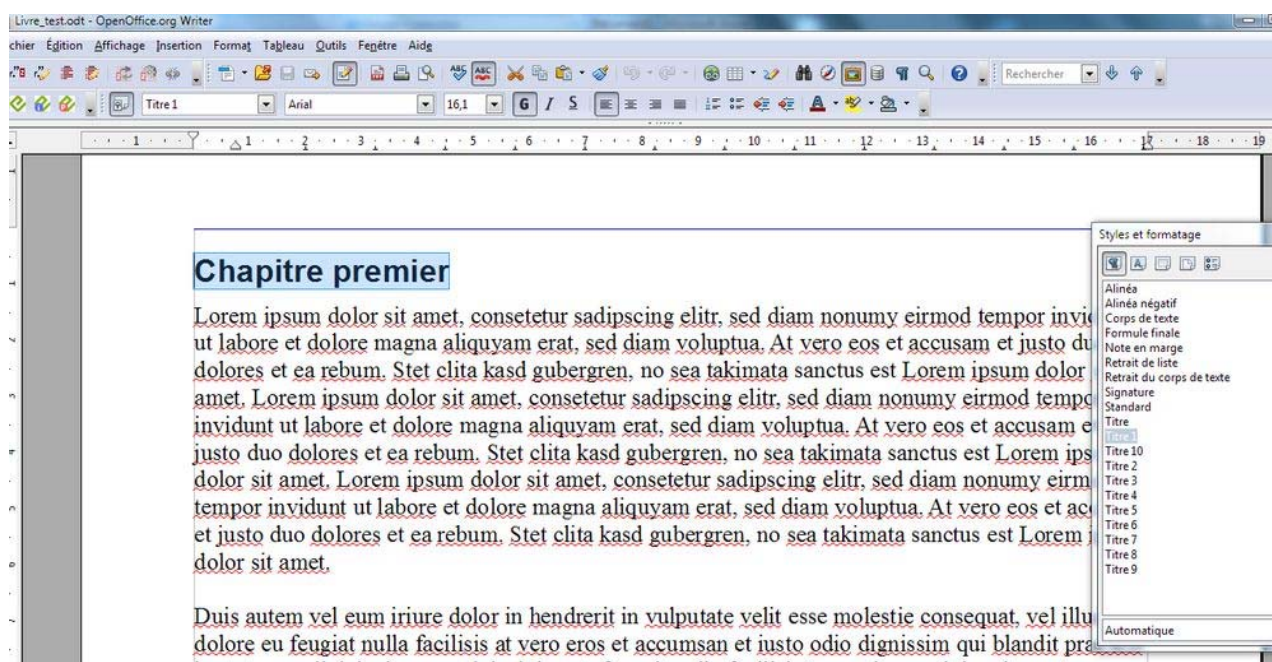 Livre_test.odt - OpenOffice.org Writer
chier Édition Affichage Insertion Format Tableau Outils Fenêtre Aide
Rechercher
Titre 1 Arial 16,1 G I S
1 1 2 3 4 5 6 7 8 9 10 11 12 13 14 15 16 17 18 19
Chapitre premier
Lorem ipsum dolor sit amet, consetetur sadipscing elitr, sed diam nonumy eirmod tempor invi
ut labore et dolore magna aliquyam erat, sed diam voluptua. At vero eos et accusam et justo du
dolores et ea rebum. Stet clita kasd gubergren, no sea takimata sanctus est Lorem ipsum dolor
amet. Lorem ipsum dolor sit amet, consetetur sadipscing elitr, sed diam nonumy eirmod tempo
invidunt ut labore et dolore magna aliquyam erat, sed diam voluptua. At vero eos et accusam e
justo duo dolores et ea rebum. Stet clita kasd gubergren, no sea takimata sanctus est Lorem ips
dolor sit amet. Lorem ipsum dolor sit amet, consetetur sadipscing elitr, sed diam nonumy eirm
tempor invidunt ut labore et dolore magna aliquyam erat, sed diam voluptua. At vero eos et acc
et justo duo dolores et ea rebum. Stet clita kasd gubergren, no sea takimata sanctus est Lorem
dolor sit amet.
Duis autem vel eum iriure dolor in hendrerit in vulputate velit esse molestie consequat, vel illu
dolore eu feugiat nulla facilisis at vero eros et accumsan et iusto odio dignissim qui blandit pra
Styles et formatage
Alinéa
Alinéa négatif
Corps de texte
Formule finale
Note en marge
Retrait de liste
Retrait du corps de texte
Signature
Standard
Titre
Titre 1
Titre 10
Titre 2
Titre 3
Titre 4
Titre 5
Titre 6
Titre 7
Titre 8
Titre 9
Automatique